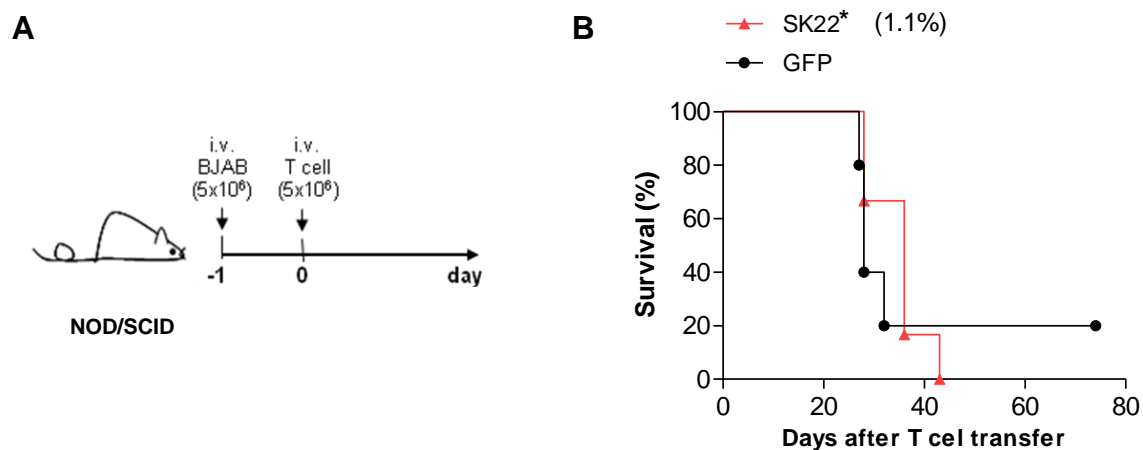 A
i.v. i.v.
BJAB T cell
(5x10⁶) (5x10⁶)
-1 0 day
NOD/SCID
B
SK22* (1.1%)
GFP
100
80
60
40
20
0
Survival (%)
0 20 40 60 80
Days after T cel transfer